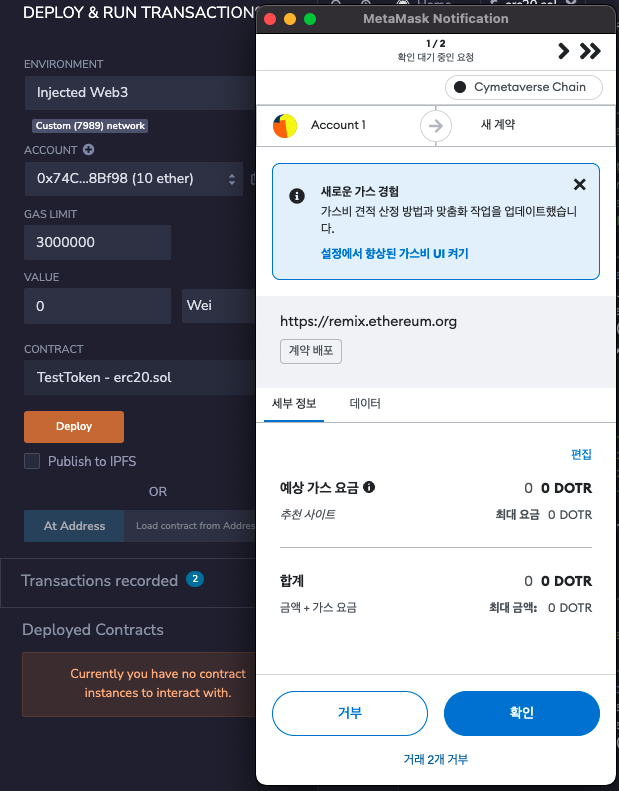 DEPLOY & RUN TRANSACTIONS
ENVIRONMENT
Injected Web3
Custom (7989) network
ACCOUNT
0x74C...8Bf98 (10 ether)
GAS LIMIT
3000000
VALUE
0
Wei
CONTRACT
TestToken - erc20.sol
Deploy
Publish to IPFS
OR
At Address
Load contract from Addres
Transactions recorded 2
Deployed Contracts
Currently you have no contract
instances to interact with.
MetaMask Notification
1 / 2
확인 대기 중인 요청
Cymetaverse Chain
Account 1
새 계약
새로운 가스 경험
가스비 견적 산정 방법과 맞춤화 작업을 업데이트했습니
다.
설정에서 향상된 가스비 UI 켜기
https://remix.ethereum.org
계약 배포
세부 정보
데이터
편집
예상 가스 요금 0 0 DOTR
추천 사이트 최대 요금 0 DOTR
합계 0 0 DOTR
금액 + 가스 요금 최대 금액: 0 DOTR
거부
확인
거래 2개 거부